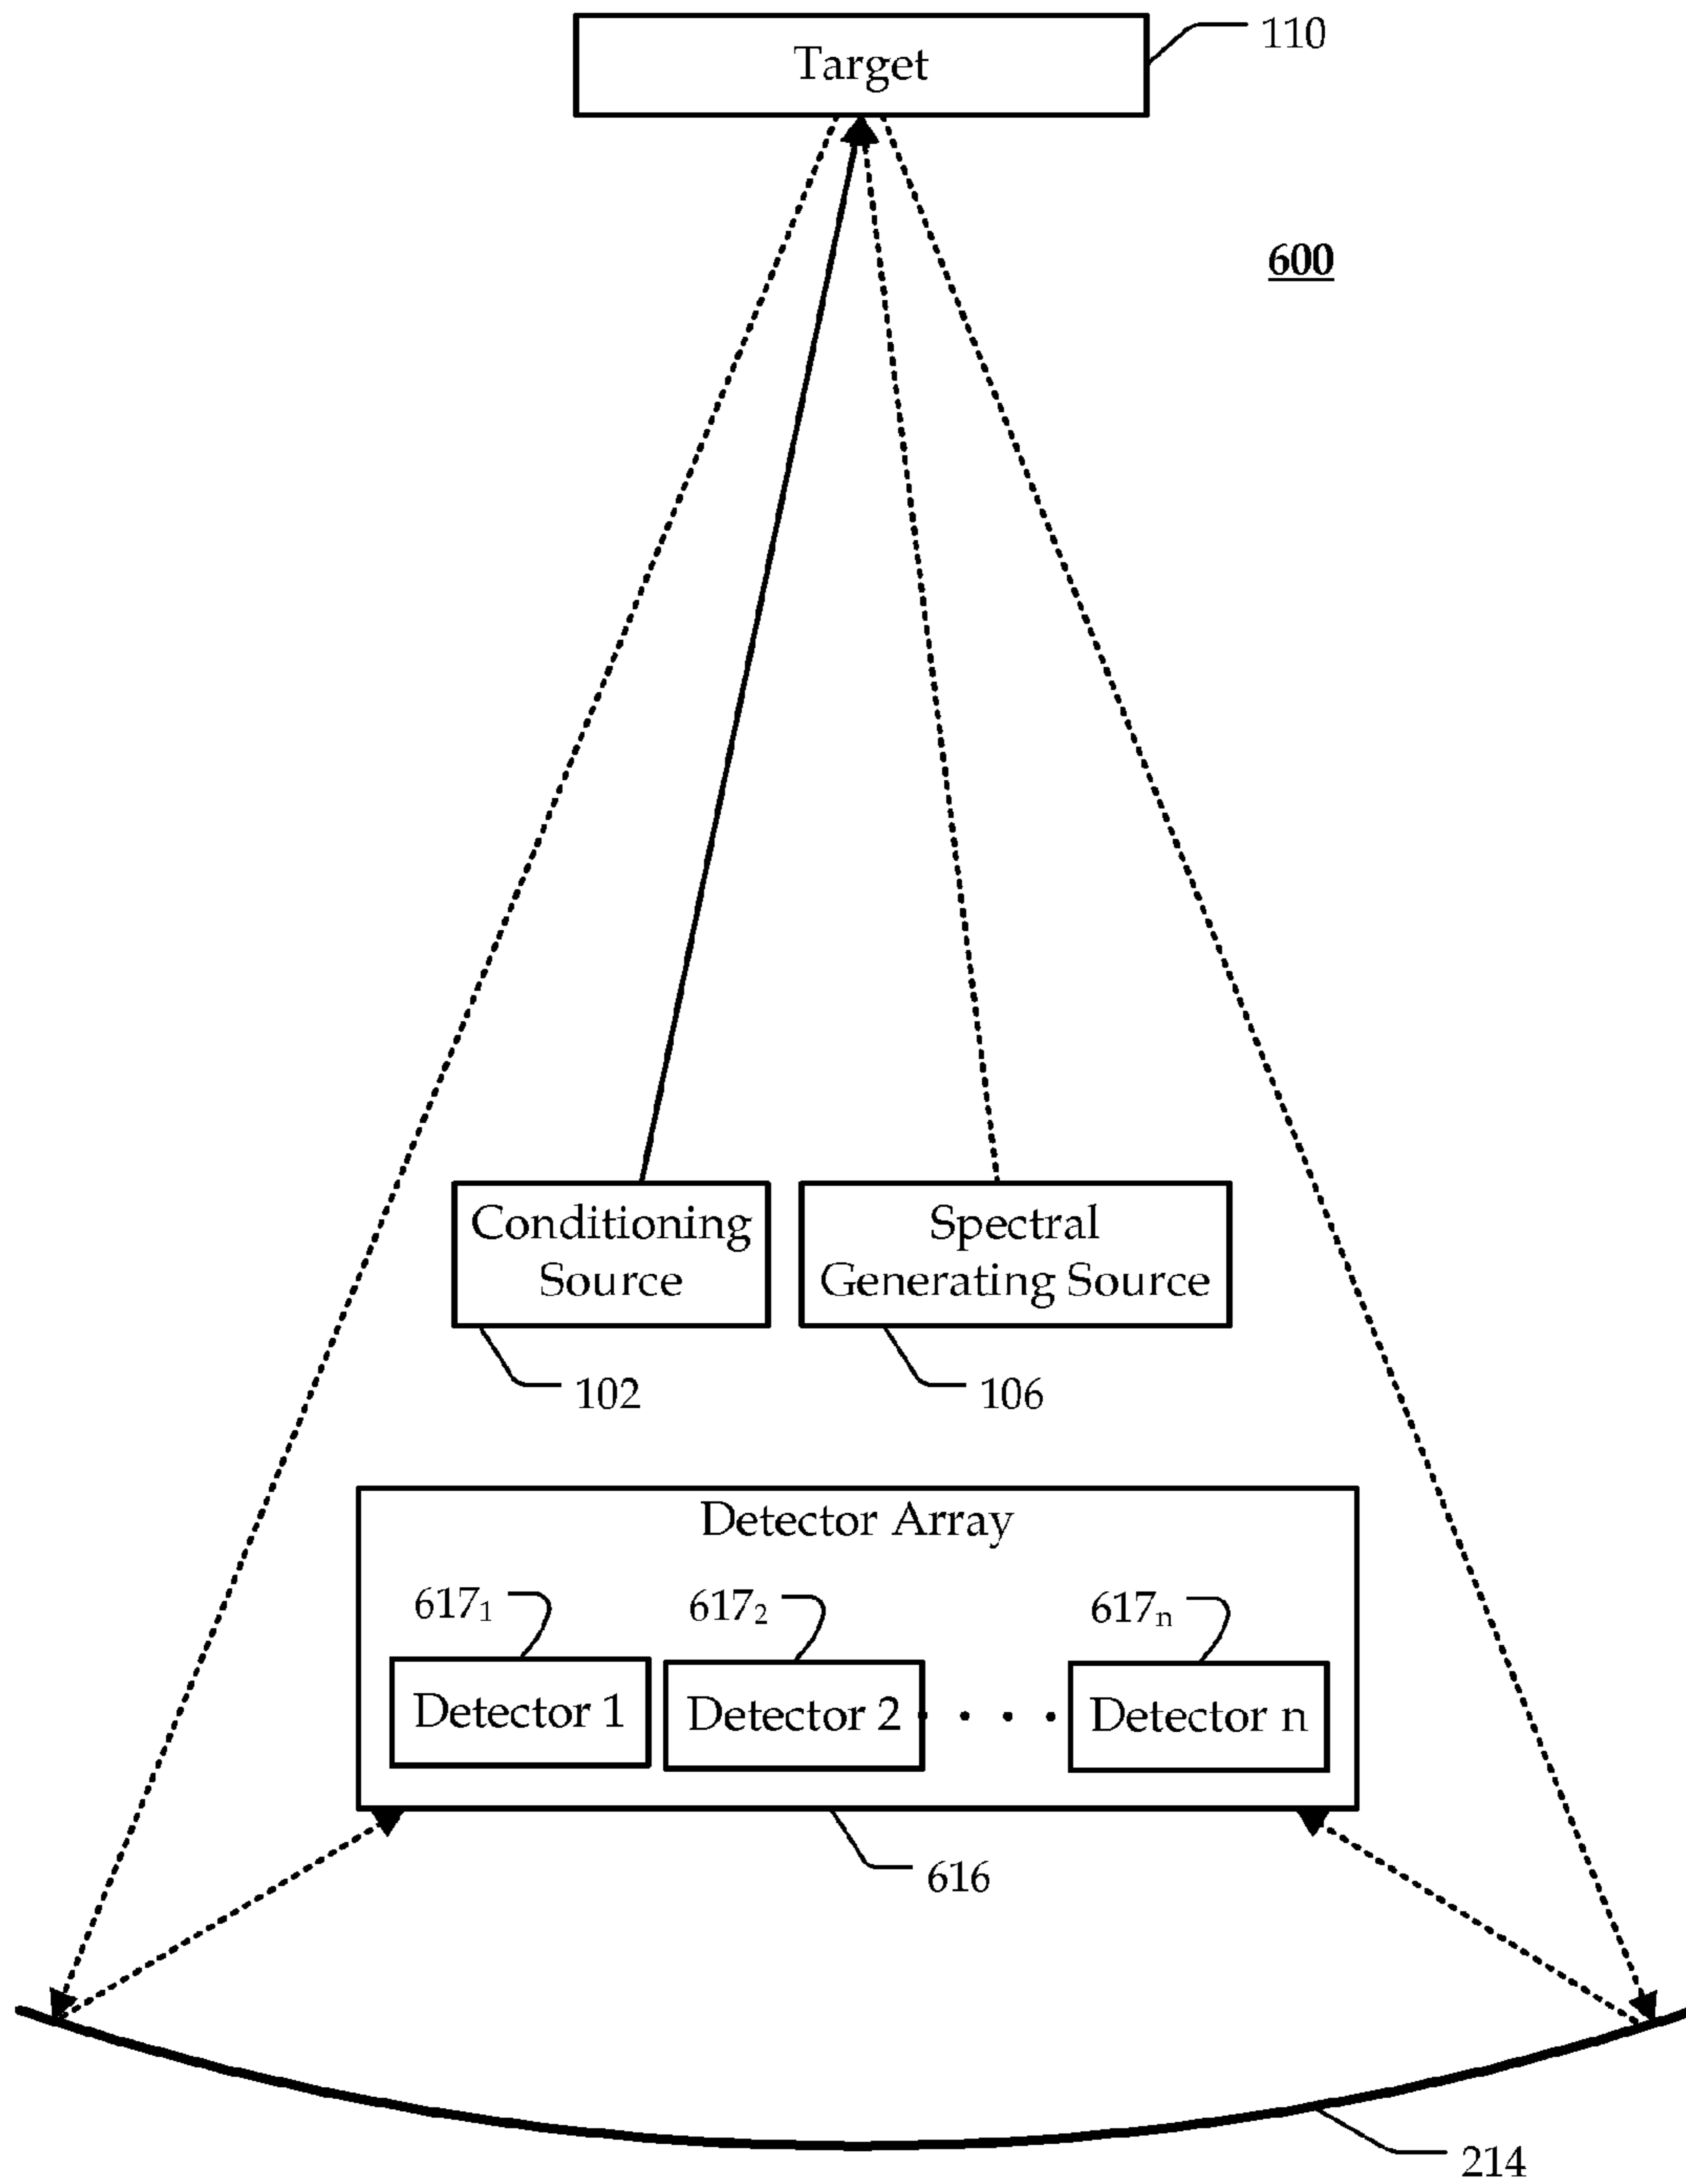 110
Target
600
Conditioning
Source
Spectral
Generating Source
102
106
Detector Array
617₁
617₂
617ₙ
Detector 1
Detector 2
Detector n
616
214